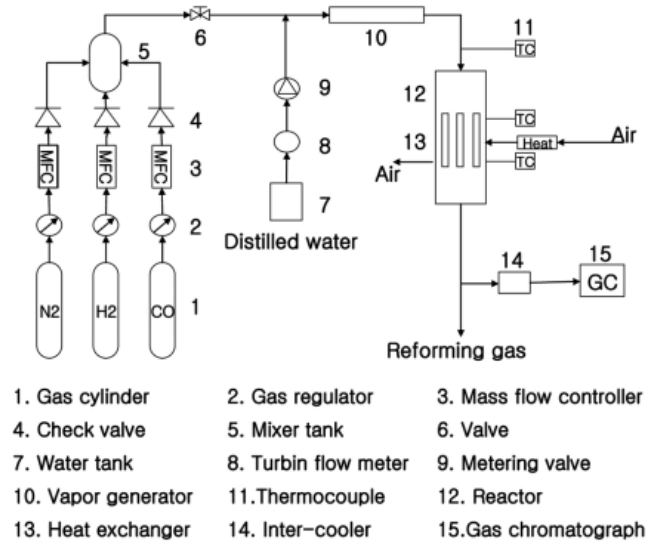 11
TC
5
6
10
9
12
TC
4
13
Heat
Air
MFC
MFC
MFC
3
8
TC
Air
7
2
Distilled water
14
15
GC
N2
H2
CO
1
Reforming gas
1. Gas cylinder 2. Gas regulator 3. Mass flow controller
4. Check valve 5. Mixer tank 6. Valve
7. Water tank 8. Turbin flow meter 9. Metering valve
10. Vapor generator 11.Thermocouple 12. Reactor
13. Heat exchanger 14. Inter-cooler 15.Gas chromatograph